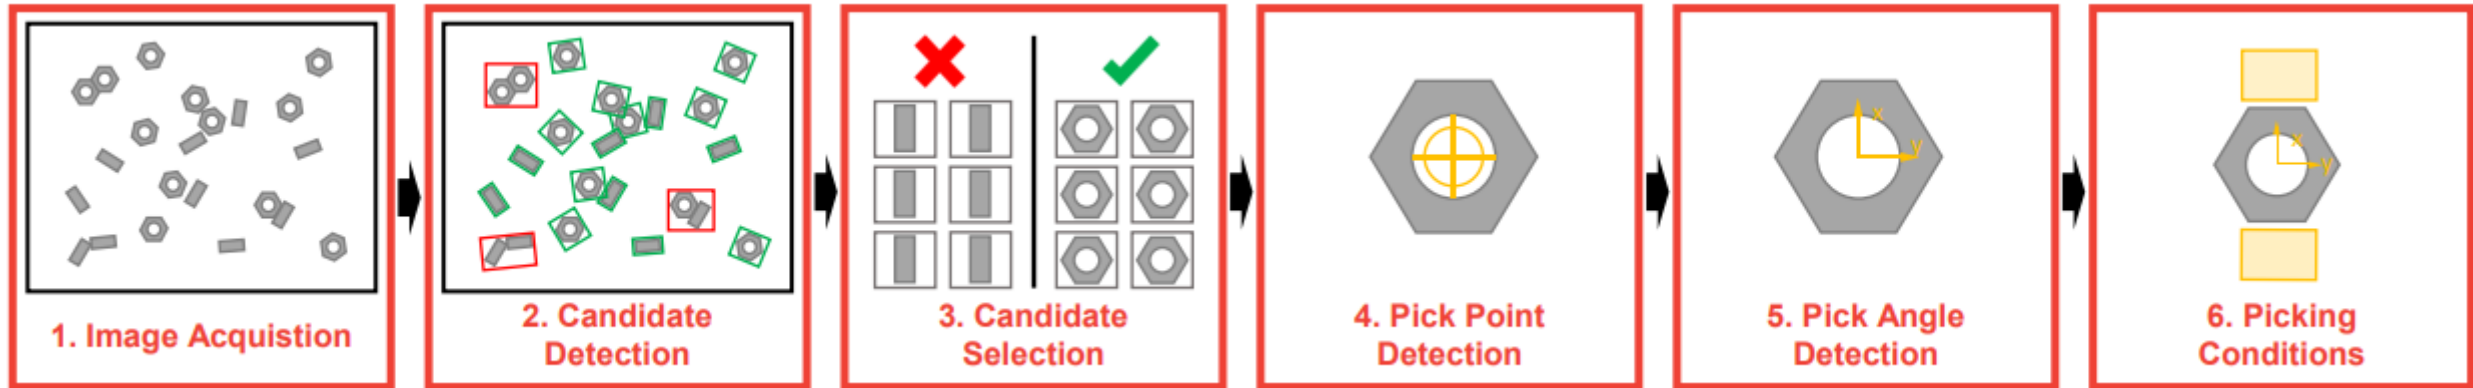 1. Image Acquistion
2. Candidate
Detection
3. Candidate
Selection
4. Pick Point
Detection
x
y
5. Pick Angle
Detection
x
y
6. Picking
Conditions